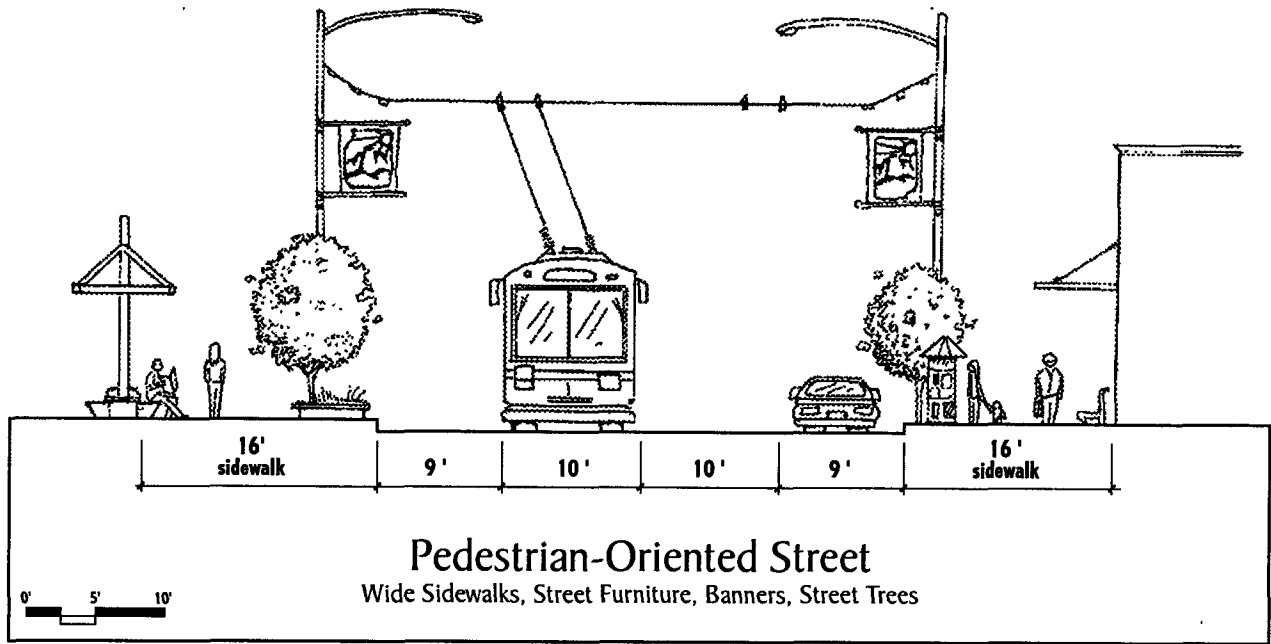 16' 9' 10' 10' 9' 16'
sidewalk sidewalk
Pedestrian-Oriented Street
Wide Sidewalks, Street Furniture, Banners, Street Trees
0' 5' 10'